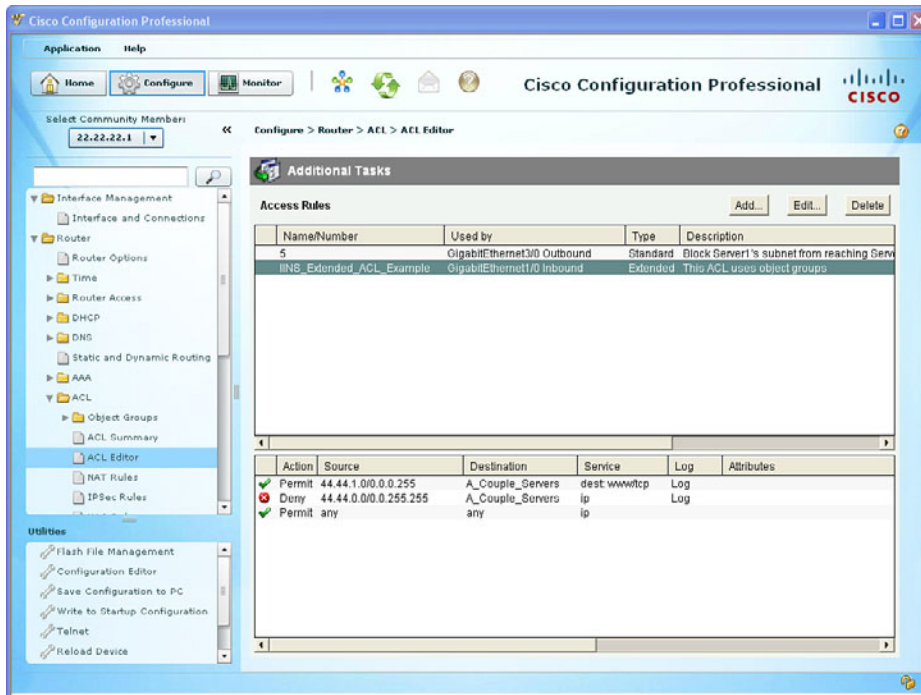 Cisco Configuration Professional
Application Help
Home Configure Monitor Cisco Configuration Professional CISCO
Select Community Member:
22.22.22.1
Configure > Router > ACL > ACL Editor
Interface Management
Interface and Connections
Router
Router Options
Time
Router Access
DHCP
DNS
Static and Dynamic Routing
AAA
ACL
Object Groups
ACL Summary
ACL Editor
NAT Rules
IPSec Rules
Utilities
Flash File Management
Configuration Editor
Save Configuration to PC
Write to Startup Configuration
Telnet
Reload Device
Additional Tasks
Access Rules Add... Edit... Delete
Name/Number Used by Type Description
5 GigabitEthernet3/0 Outbound Standard Block Server1's subnet from reaching Serv
IINS_Extended_ACL_Example GigabitEthernet1/0 Inbound Extended This ACL uses object groups
Action Source Destination Service Log Attributes
Permit 44.44.1.0/0.0.0.255 A_Couple_Servers dest: www/tcp Log
Deny 44.44.0.0/0.0.255.255 A_Couple_Servers ip Log
Permit any any ip